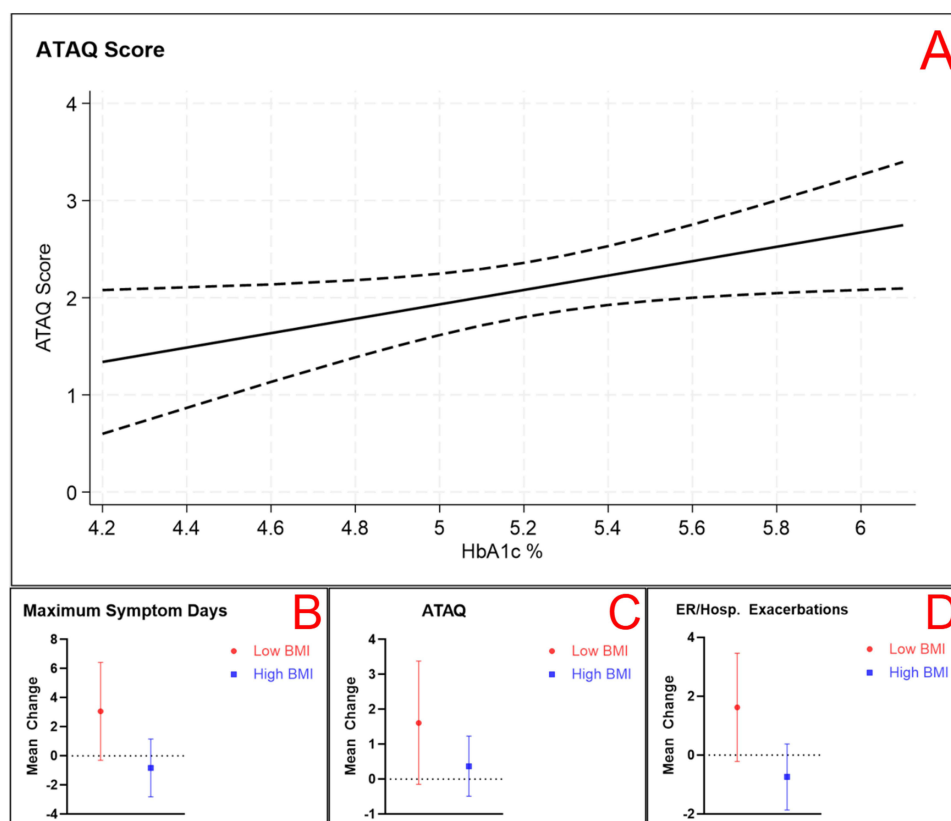 ATAQ Score
A
4
3
2
1
0
ATAQ Score
4.2 4.4 4.6 4.8 5 5.2 5.4 5.6 5.8 6
HbA1c %
Maximum Symptom Days
B
8
6
4
2
0
-2
-4
Mean Change
Low BMI
High BMI
ATAQ
C
4
3
2
1
0
-1
Mean Change
Low BMI
High BMI
ER/Hosp. Exacerbations
D
4
2
0
-2
Mean Change
Low BMI
High BMI